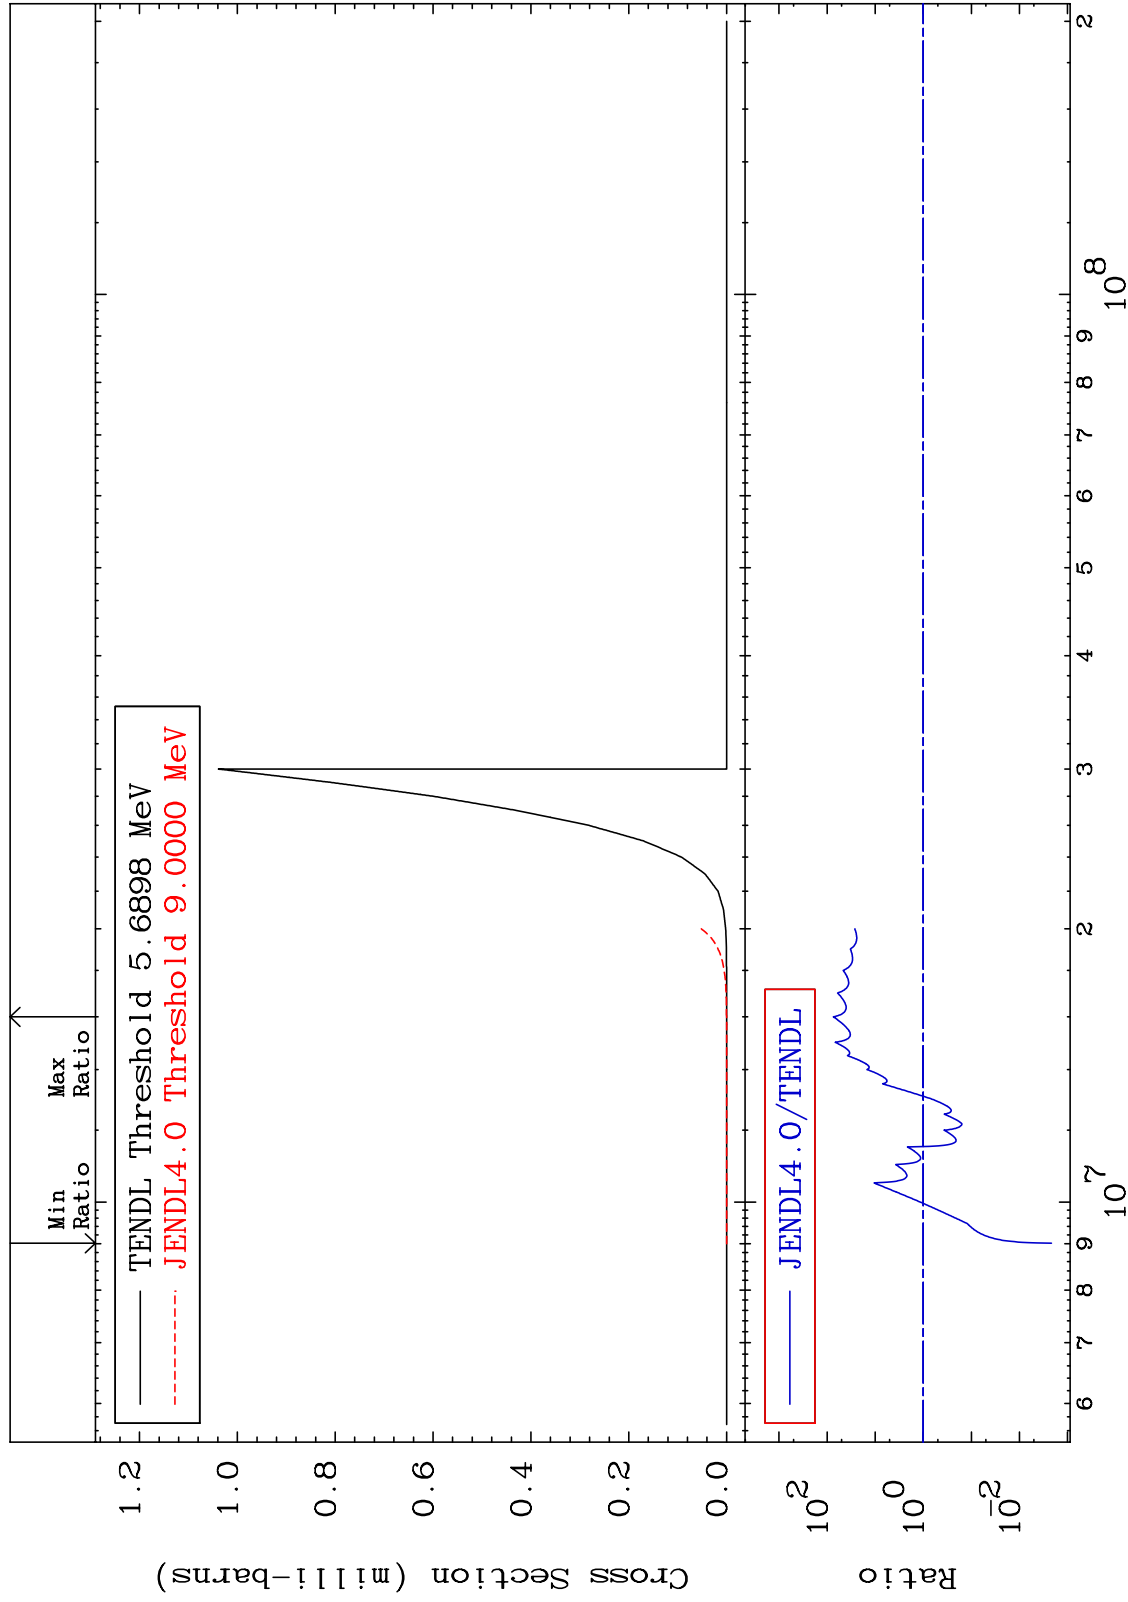 Min
Ratio
Max
Ratio
TENDL Threshold 5.6898 MeV
JENDL4.0 Threshold 9.0000 MeV
Cross Section (milli-barns)
1.2
1.0
0.8
0.6
0.4
0.2
0.0
JENDL4.0/TENDL
Ratio
10^2
10^0
10^-2
6 7 8 9 10^7 2 3 4 5 6 7 8 9 10^8 2